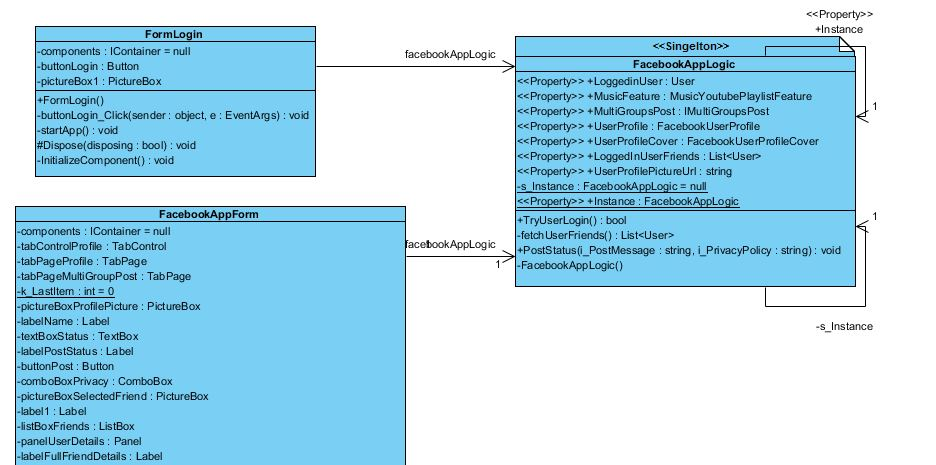 FormLogin
-components : IContainer = null
-buttonLogin : Button
-pictureBox1 : PictureBox
+FormLogin()
-buttonLogin_Click(sender : object, e : EventArgs) : void
-startApp() : void
#Dispose(disposing : bool) : void
-InitializeComponent() : void
facebookAppLogic
<<Property>>
+Instance
1
<<Singelton>>
FacebookAppLogic
<<Property>> +LoggedinUser : User
<<Property>> +MusicFeature : MusicYoutubePlaylistFeature
<<Property>> +MultiGroupsPost : IMultiGroupsPost
<<Property>> +UserProfile : FacebookUserProfile
<<Property>> +UserProfileCover : FacebookUserProfileCover
<<Property>> +LoggedInUserFriends : List<User>
<<Property>> +UserProfilePictureUrl : string
-s_Instance : FacebookAppLogic = null
<<Property>> +Instance : FacebookAppLogic
+TryUserLogin() : bool
-fetchUserFriends() : List<User>
+PostStatus(i_PostMessage : string, i_PrivacyPolicy : string) : void
-FacebookAppLogic()
1
-s_Instance
facebookAppLogic
1
FacebookAppForm
-components : IContainer = null
-tabControlProfile : TabControl
-tabPageProfile : TabPage
-tabPageMultiGroupPost : TabPage
-k_LastItem : int = 0
-pictureBoxProfilePicture : PictureBox
-labelName : Label
-textBoxStatus : TextBox
-labelPostStatus : Label
-buttonPost : Button
-comboBoxPrivacy : ComboBox
-pictureBoxSelectedFriend : PictureBox
-label1 : Label
-listBoxFriends : ListBox
-panelUserDetails : Panel
-labelFullFriendDetails : Label